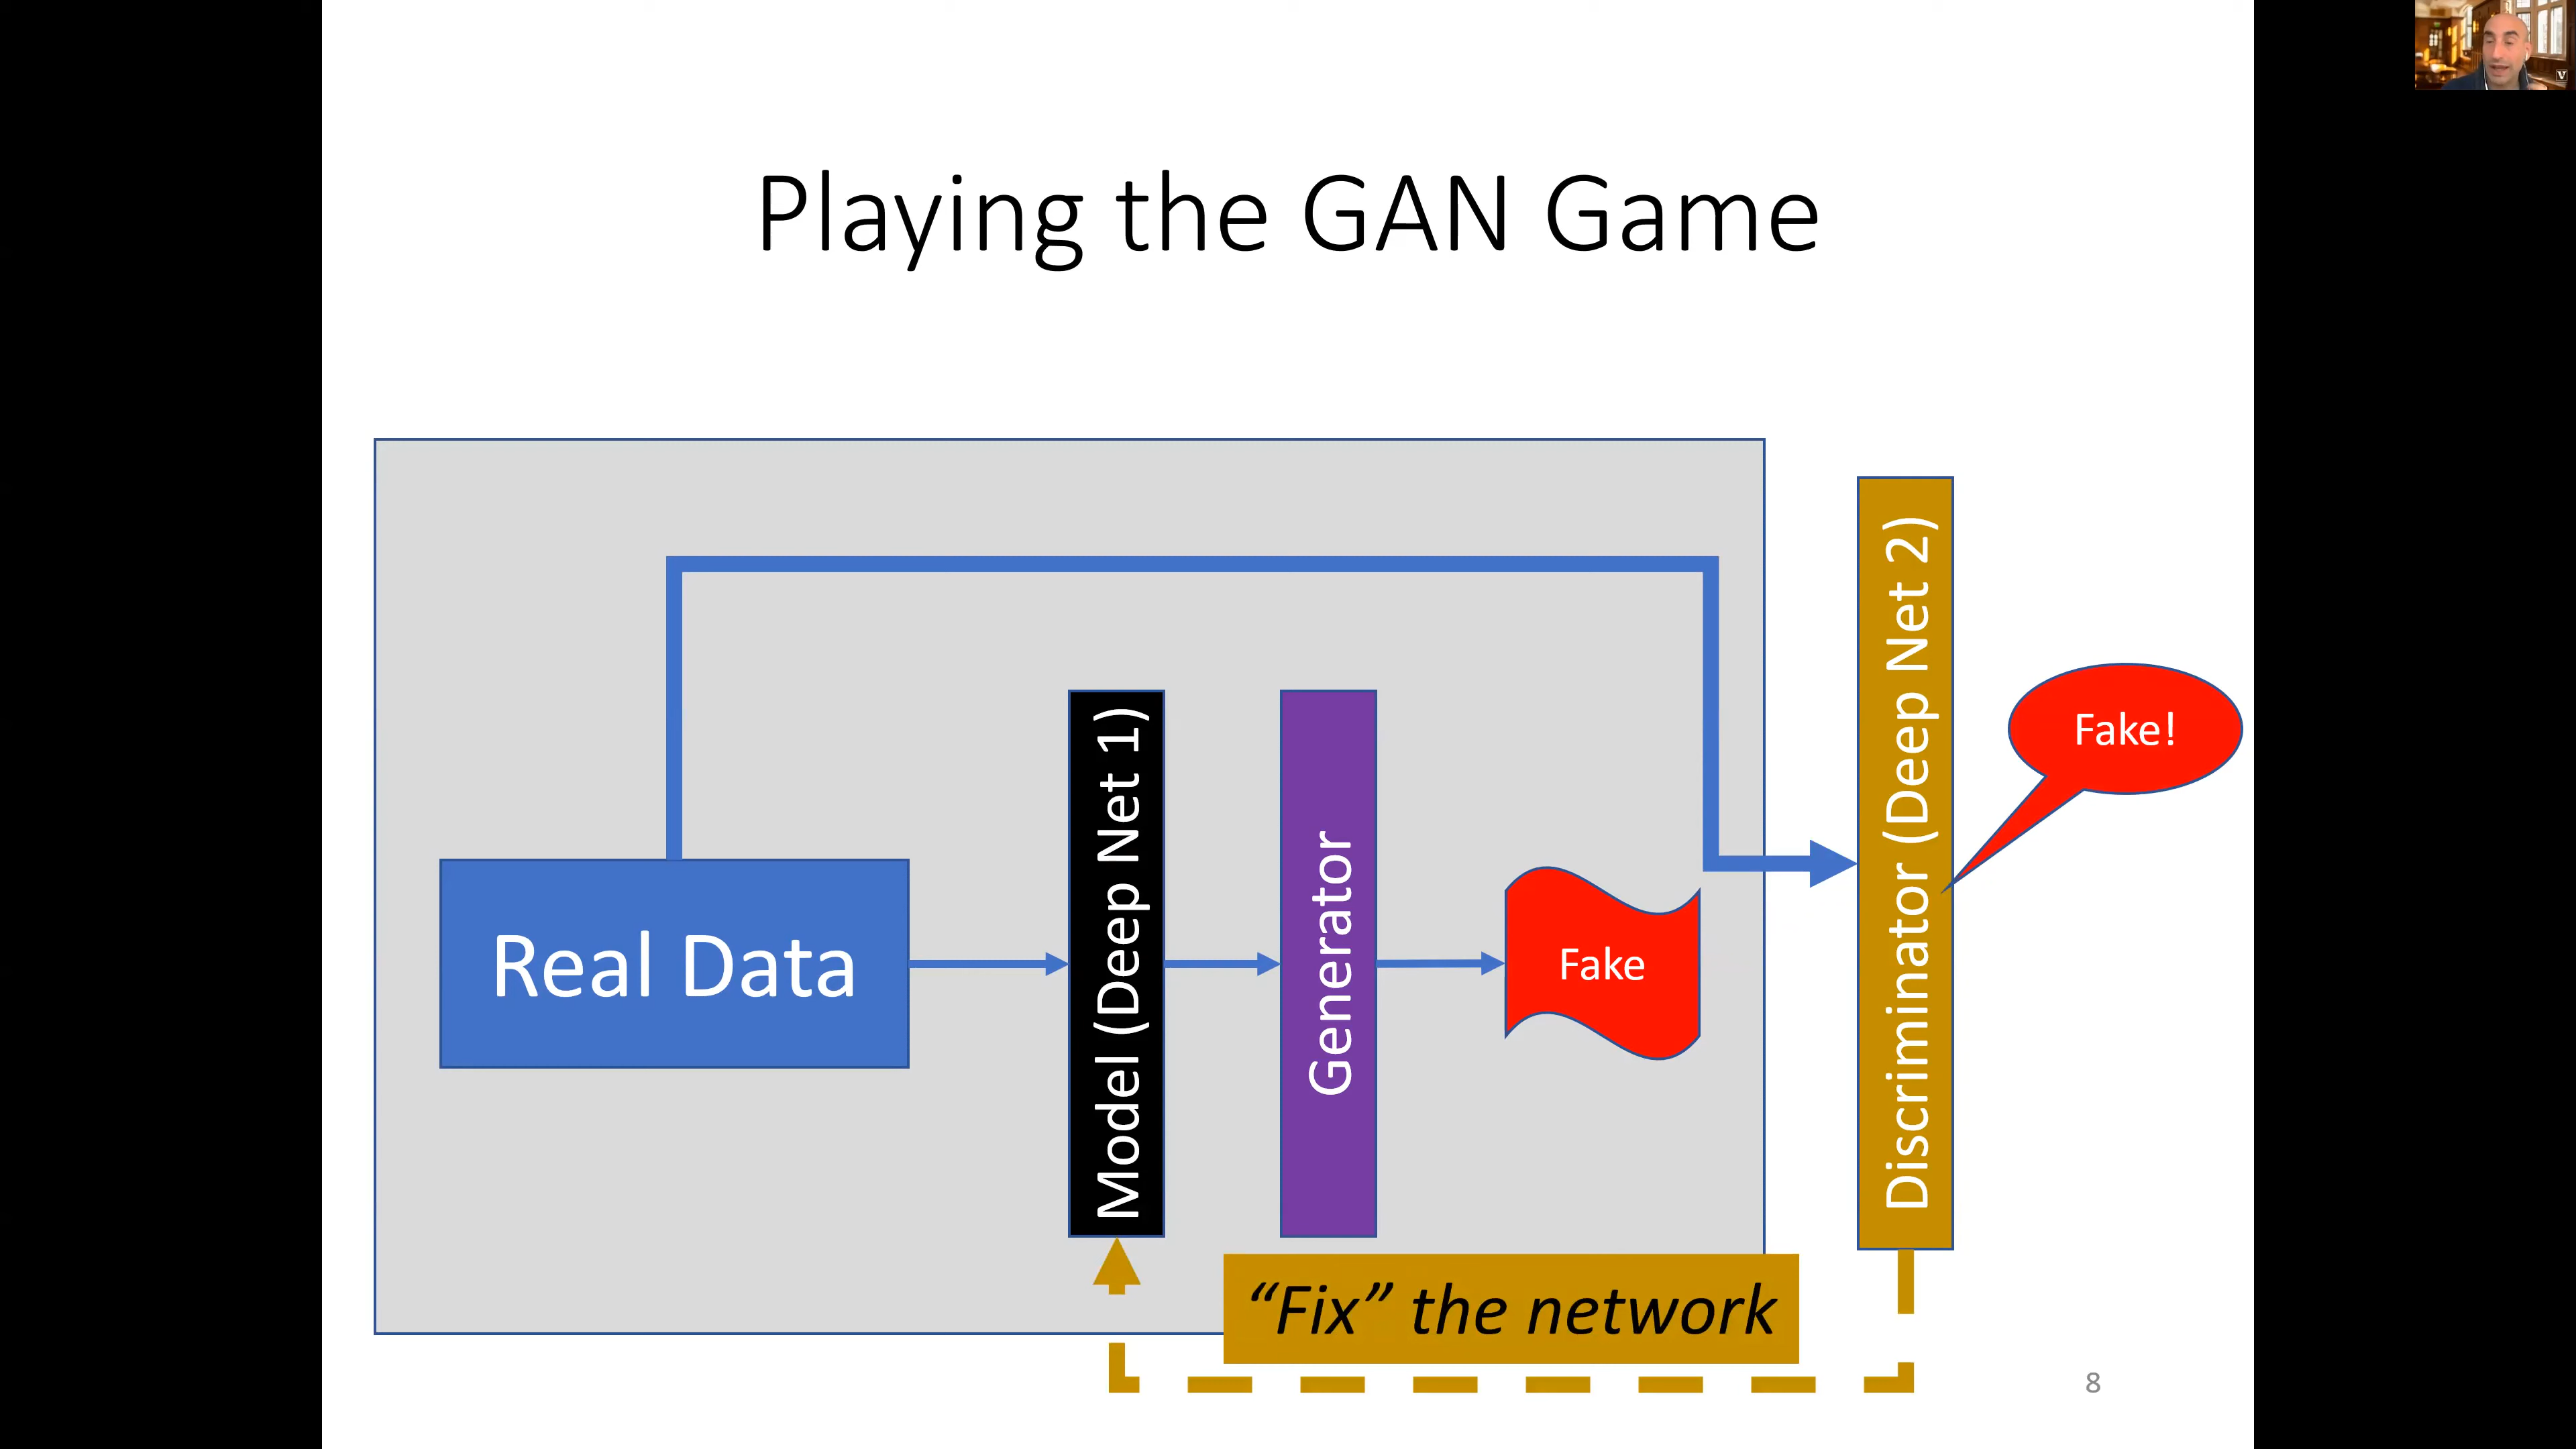 Playing the GAN Game
Real Data
Model (Deep Net 1)
Generator
Fake
Discriminator (Deep Net 2)
Fake!
“Fix” the network
8
V